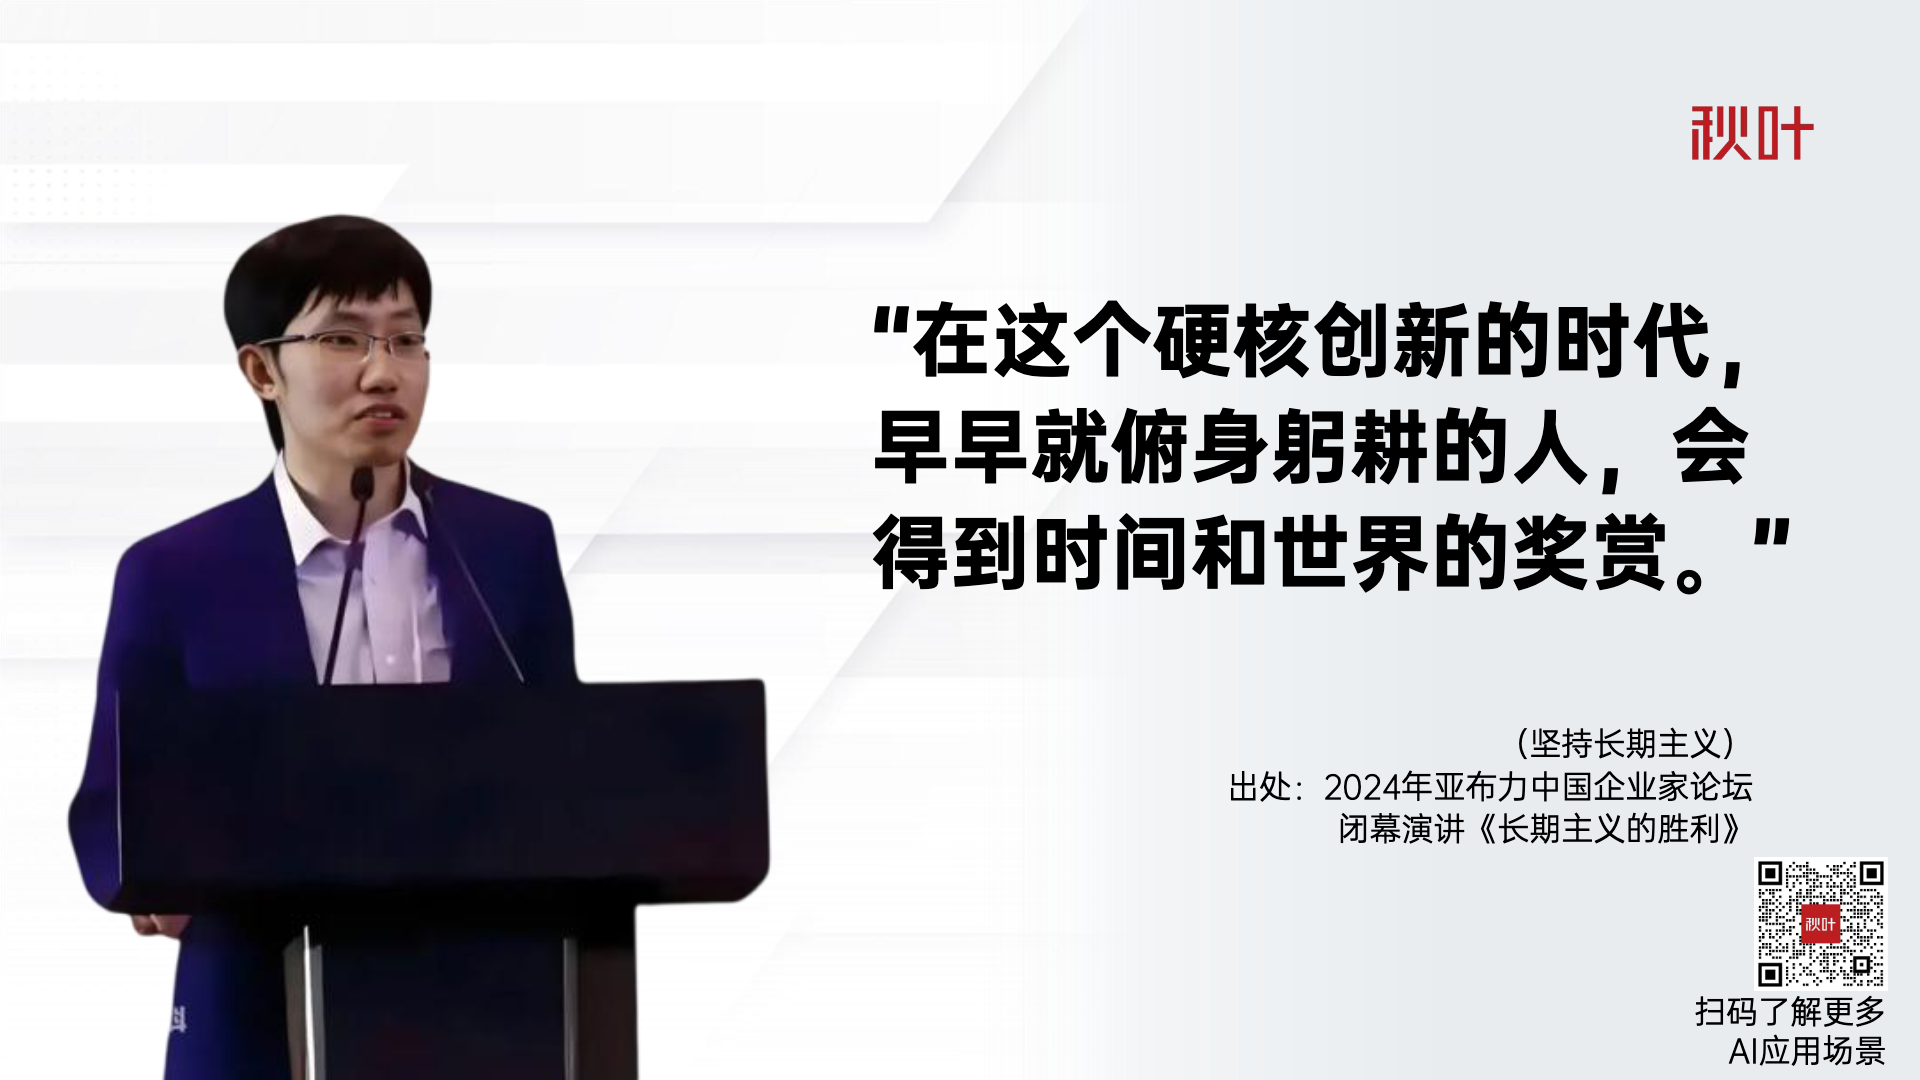 秋叶
“在这个硬核创新的时代，
早早就俯身躬耕的人，会
得到时间和世界的奖赏。”
（坚持长期主义）
出处：2024年亚布力中国企业家论坛
闭幕演讲《长期主义的胜利》
秋叶
扫码了解更多
AI应用场景